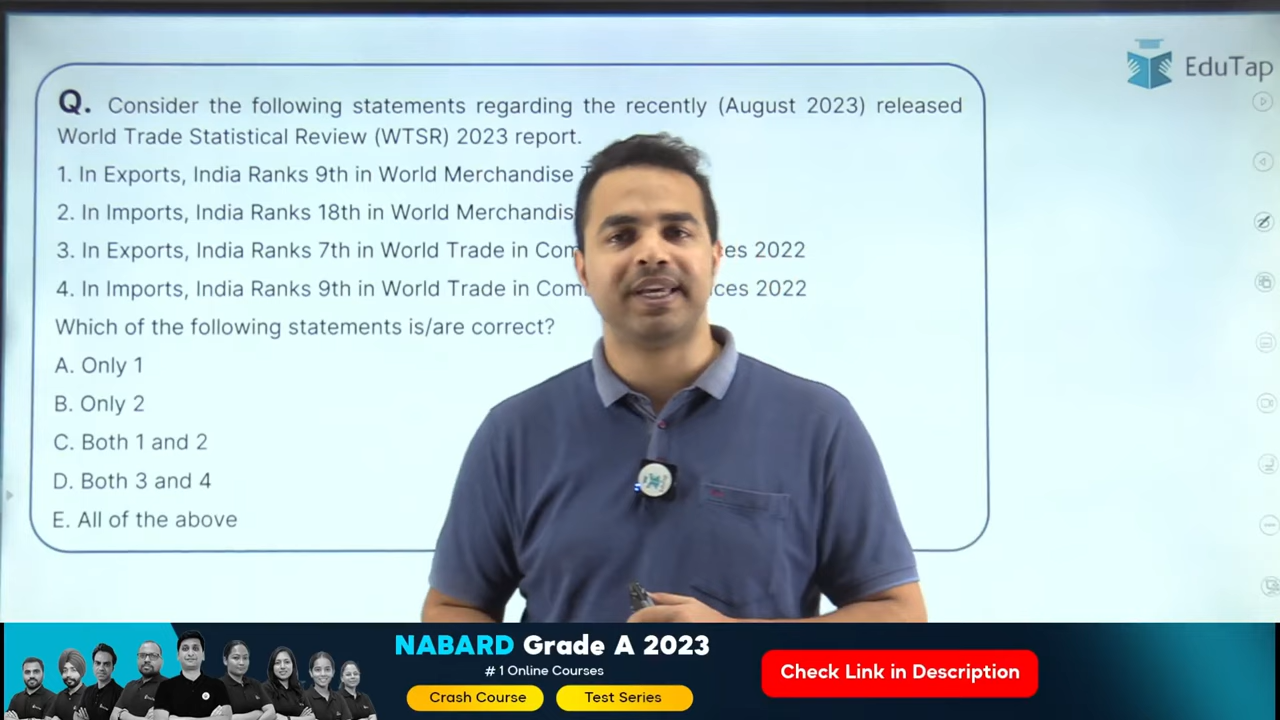 EduTap
Q. Consider the following statements regarding the recently (August 2023) released
World Trade Statistical Review (WTSR) 2023 report.
1. In Exports, India Ranks 9th in World Merchandise
2. In Imports, India Ranks 18th in World
3. In Exports, India Ranks 7th in World Trade in 2022
4. In Imports, India Ranks 9th in World Trade in 2022
Which of the following statements is/are correct?
A. Only 1
B. Only 2
C. Both 1 and 2
D. Both 3 and 4
E. All of the above
NABARD Grade A 2023
# 1 Online Courses
Crash Course
Test Series
Check Link in Description